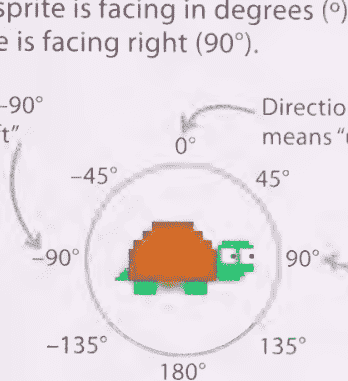 sprite is facing in degrees (º)
e is facing right (90°).
-90°
t"
Directio
means "u
0°
-45°
45°
-90°
90°
-135°
135°
180°